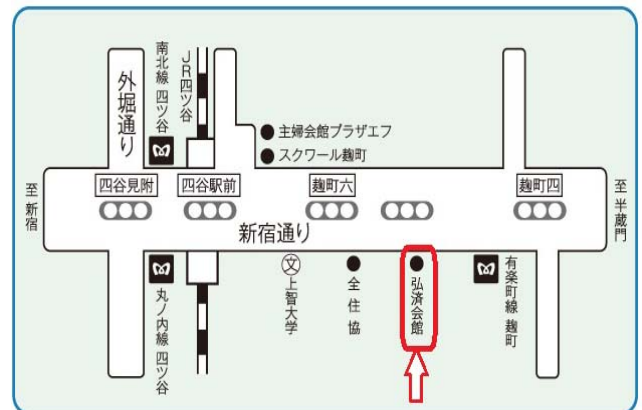 外堀通り
南北線 四ツ谷
JR四ツ谷
主婦会館プラザエフ
スクワール麹町
至 新宿
四谷見附
四谷駅前
麹町六
麹町四
至 半蔵門
新宿通り
丸ノ内線 四ツ谷
文
上智大学
全住協
弘済会館
有楽町線 麹町